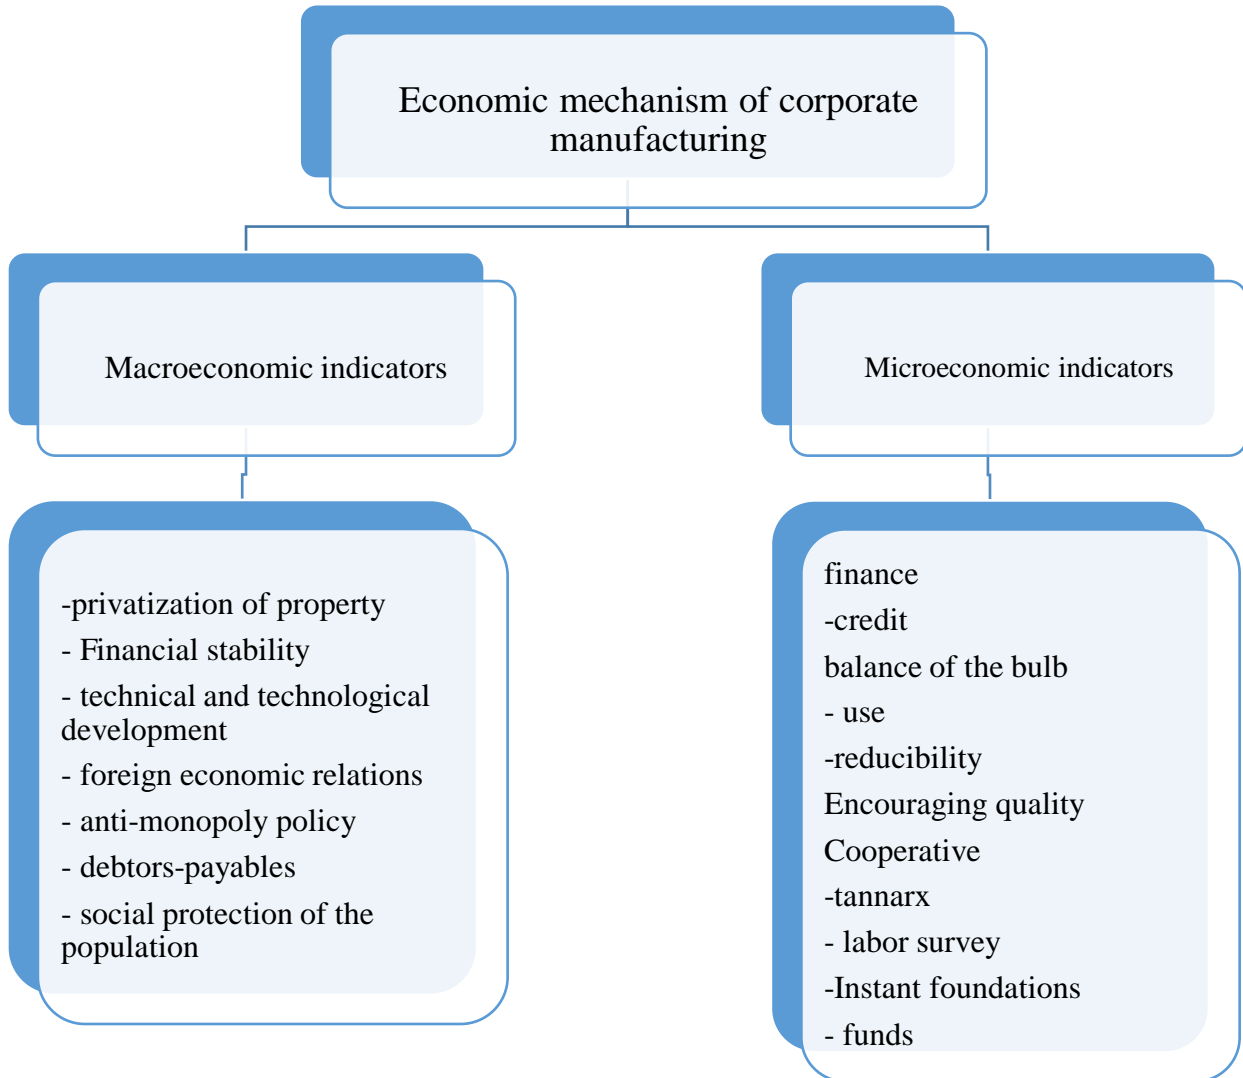 Economic mechanism of corporate
manufacturing
Macroeconomic indicators
Microeconomic indicators
-privatization of property
- Financial stability
- technical and technological
development
- foreign economic relations
- anti-monopoly policy
- debtors-payables
- social protection of the
population
finance
-credit
balance of the bulb
- use
-reducibility
Encouraging quality
Cooperative
-tannarx
- labor survey
-Instant foundations
- funds